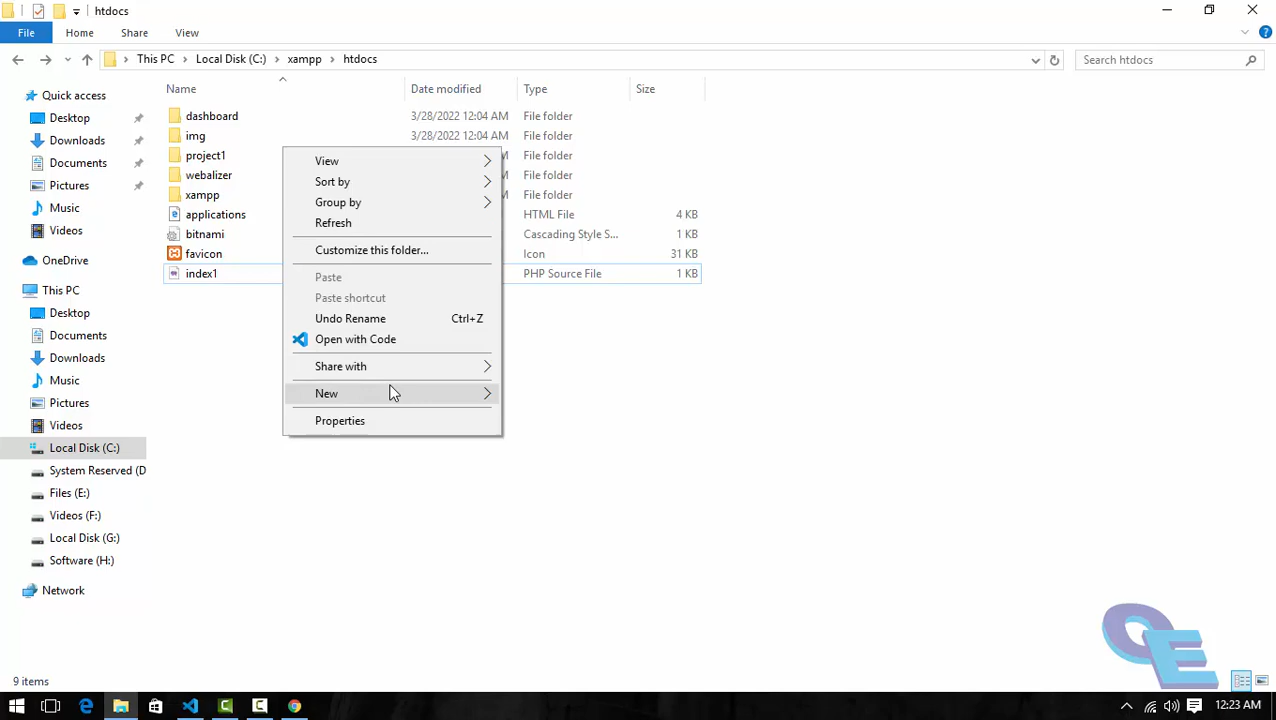 htdocs
File Home Share View
This PC Local Disk (C:) xampp htdocs
Search htdocs
Name Date modified Type Size
dashboard 3/28/2022 12:04 AM File folder
img 3/28/2022 12:04 AM File folder
project1 M File folder
webalizer M File folder
xampp M File folder
applications HTML File 4 KB
bitnami Cascading Style S... 1 KB
favicon Icon 31 KB
index1 PHP Source File 1 KB
Quick access
Desktop
Downloads
Documents
Pictures
Music
Videos
OneDrive
This PC
Desktop
Documents
Downloads
Music
Pictures
Videos
Local Disk (C:)
System Reserved (D
Files (E:)
Videos (F:)
Local Disk (G:)
Software (H:)
Network
View
Sort by
Group by
Refresh
Customize this folder...
Paste
Paste shortcut
Undo Rename Ctrl+Z
Open with Code
Share with
New
Properties
OE
9 items
12:23 AM